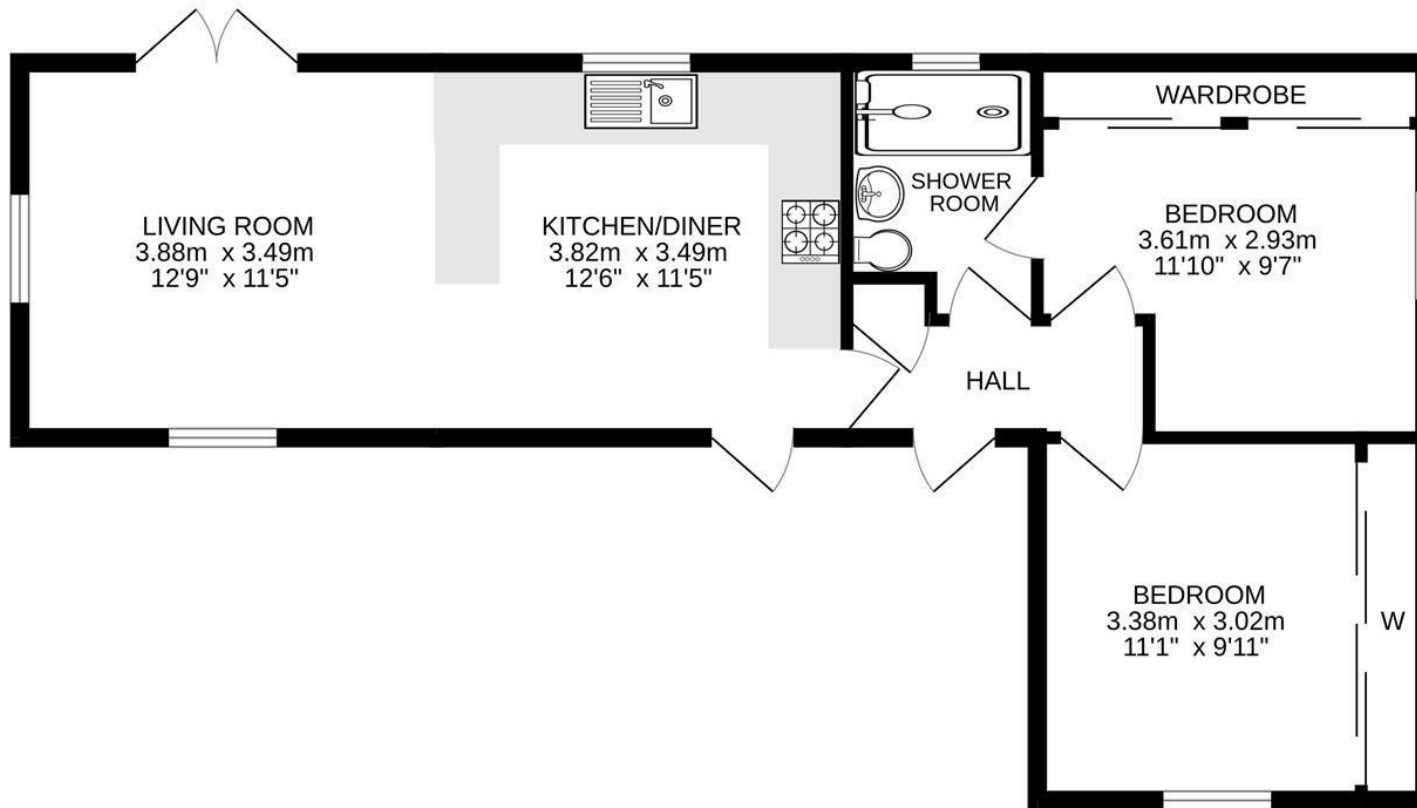 WARDROBE
SHOWER
ROOM
LIVING ROOM
3.88m x 3.49m
12'9" x 11'5"
KITCHEN/DINER
3.82m x 3.49m
12'6" x 11'5"
BEDROOM
3.61m x 2.93m
11'10" x 9'7"
HALL
BEDROOM
3.38m x 3.02m
11'1" x 9'11"
W